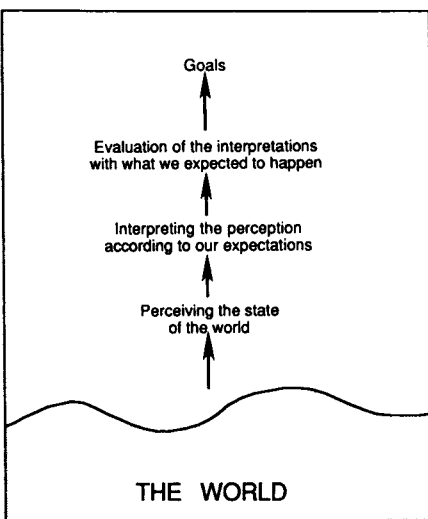 Goals
Evaluation of the interpretations
with what we expected to happen
Interpreting the perception
according to our expectations
Perceiving the state
of the world
THE WORLD